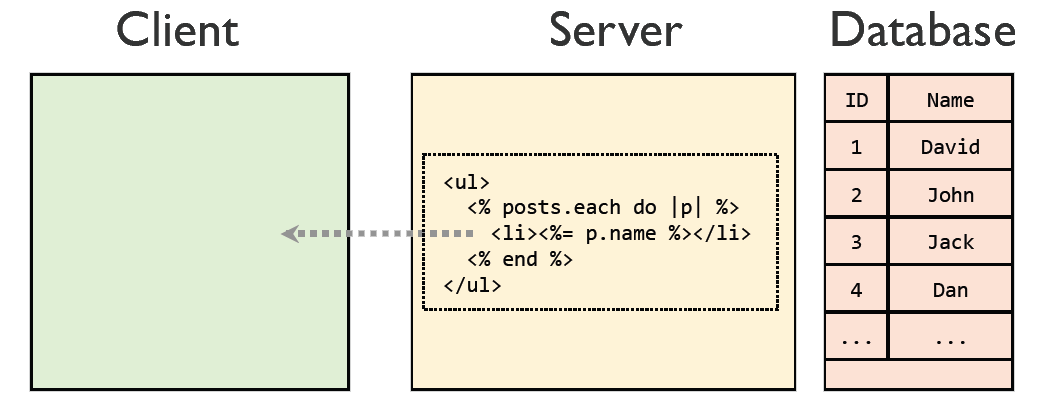 Client
Server
Database
<ul>
<% posts.each do |p| %>
<li><%= p.name %></li>
<% end %>
</ul>
ID Name
1 David
2 John
3 Jack
4 Dan
... ...